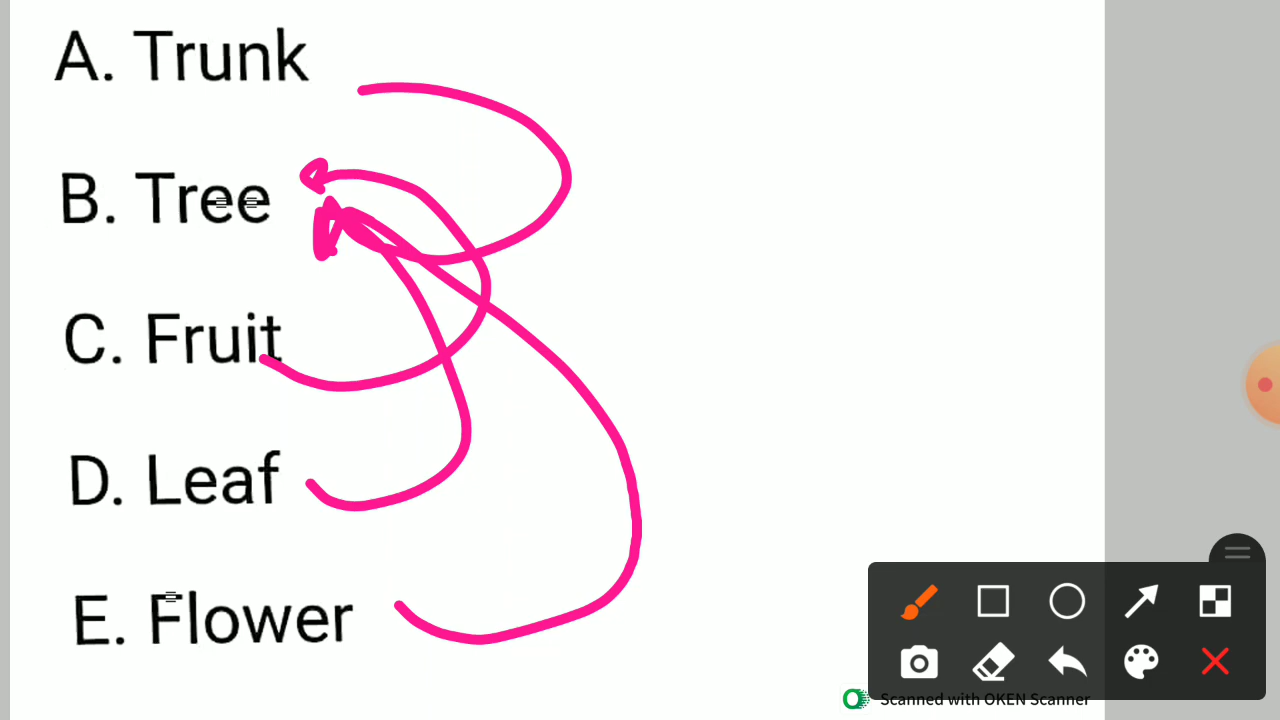 A. Trunk
B. Tree
C. Fruit
D. Leaf
E. Flower
Scanned with OKEN Scanner